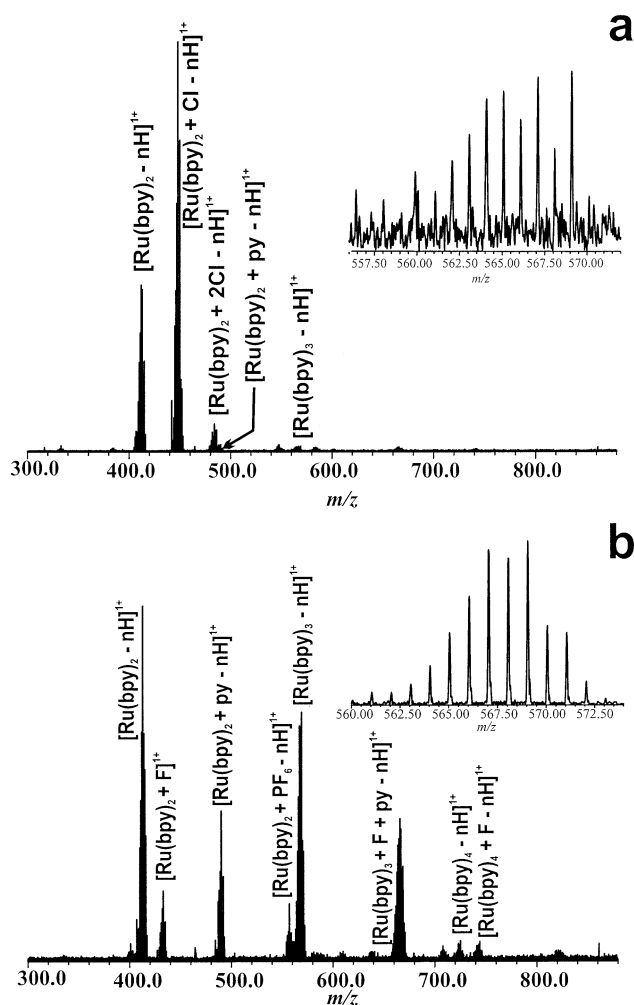 a
[Ru(bpy)₂ - nH]¹⁺
[Ru(bpy)₂ + Cl - nH]¹⁺
[Ru(bpy)₂ + 2Cl - nH]¹⁺
[Ru(bpy)₂ + py - nH]¹⁺
[Ru(bpy)₃ - nH]¹⁺
557.50 560.00 562.50 565.00 567.50 570.00
m/z
300.0 400.0 500.0 600.0 700.0 800.0
m/z
b
[Ru(bpy)₂ - nH]¹⁺
[Ru(bpy)₂ + F]¹⁺
[Ru(bpy)₂ + py - nH]¹⁺
[Ru(bpy)₂ + PF₆ - nH]¹⁺
[Ru(bpy)₃ - nH]¹⁺
[Ru(bpy)₃ + F + py - nH]¹⁺
[Ru(bpy)₄ - nH]¹⁺
[Ru(bpy)₄ + F - nH]¹⁺
560.00 562.50 565.00 567.50 570.00 572.50
m/z
300.0 400.0 500.0 600.0 700.0 800.0
m/z